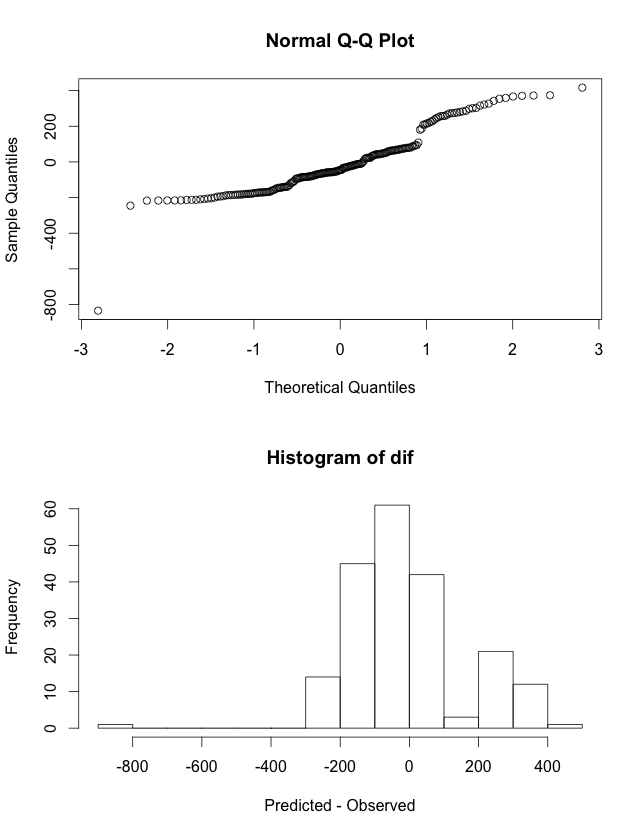 Normal Q-Q Plot
Sample Quantiles
200
0
-400
-800
-3 -2 -1 0 1 2 3
Theoretical Quantiles
Histogram of dif
Frequency
60
50
40
30
20
10
0
-800 -600 -400 -200 0 200 400
Predicted - Observed